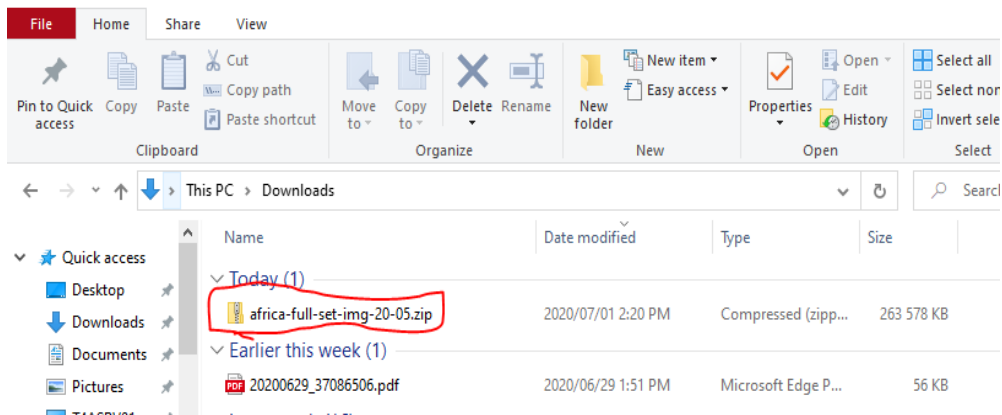 File Home Share View
Pin to Quick access
Copy
Paste
Cut
Copy path
Paste shortcut
Clipboard
Move to
Copy to
Delete
Rename
Organize
New folder
New item
Easy access
New
Properties
Open
Edit
History
Open
Select all
Select non
Invert sele
Select
This PC > Downloads
Searc
Name Date modified Type Size
Quick access
Desktop
Downloads
Documents
Pictures
Today (1)
africa-full-set-img-20-05.zip 2020/07/01 2:20 PM Compressed (zipp... 263 578 KB
Earlier this week (1)
PDF 20200629_37086506.pdf 2020/06/29 1:51 PM Microsoft Edge P... 56 KB